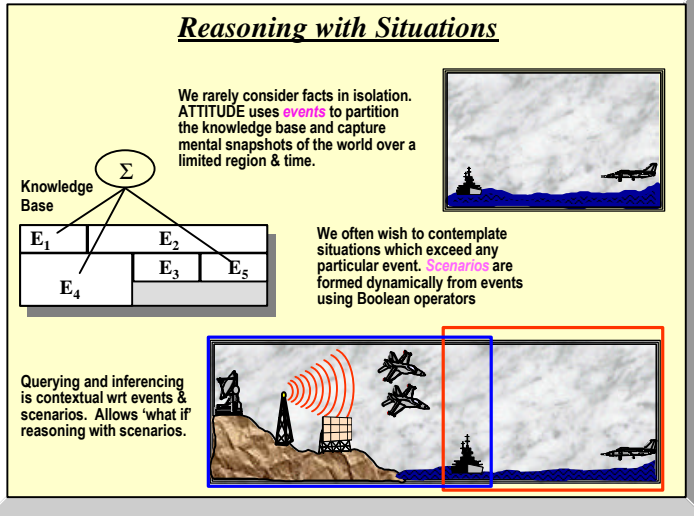 Reasoning with Situations
We rarely consider facts in isolation.
ATTITUDE uses events to partition
the knowledge base and capture
mental snapshots of the world over a
limited region & time.
Σ
Knowledge
Base
E1 E2
E3 E5
E4
We often wish to contemplate
situations which exceed any
particular event. Scenarios are
formed dynamically from events
using Boolean operators
Querying and inferencing
is contextual wrt events &
scenarios. Allows ‘what if’
reasoning with scenarios.